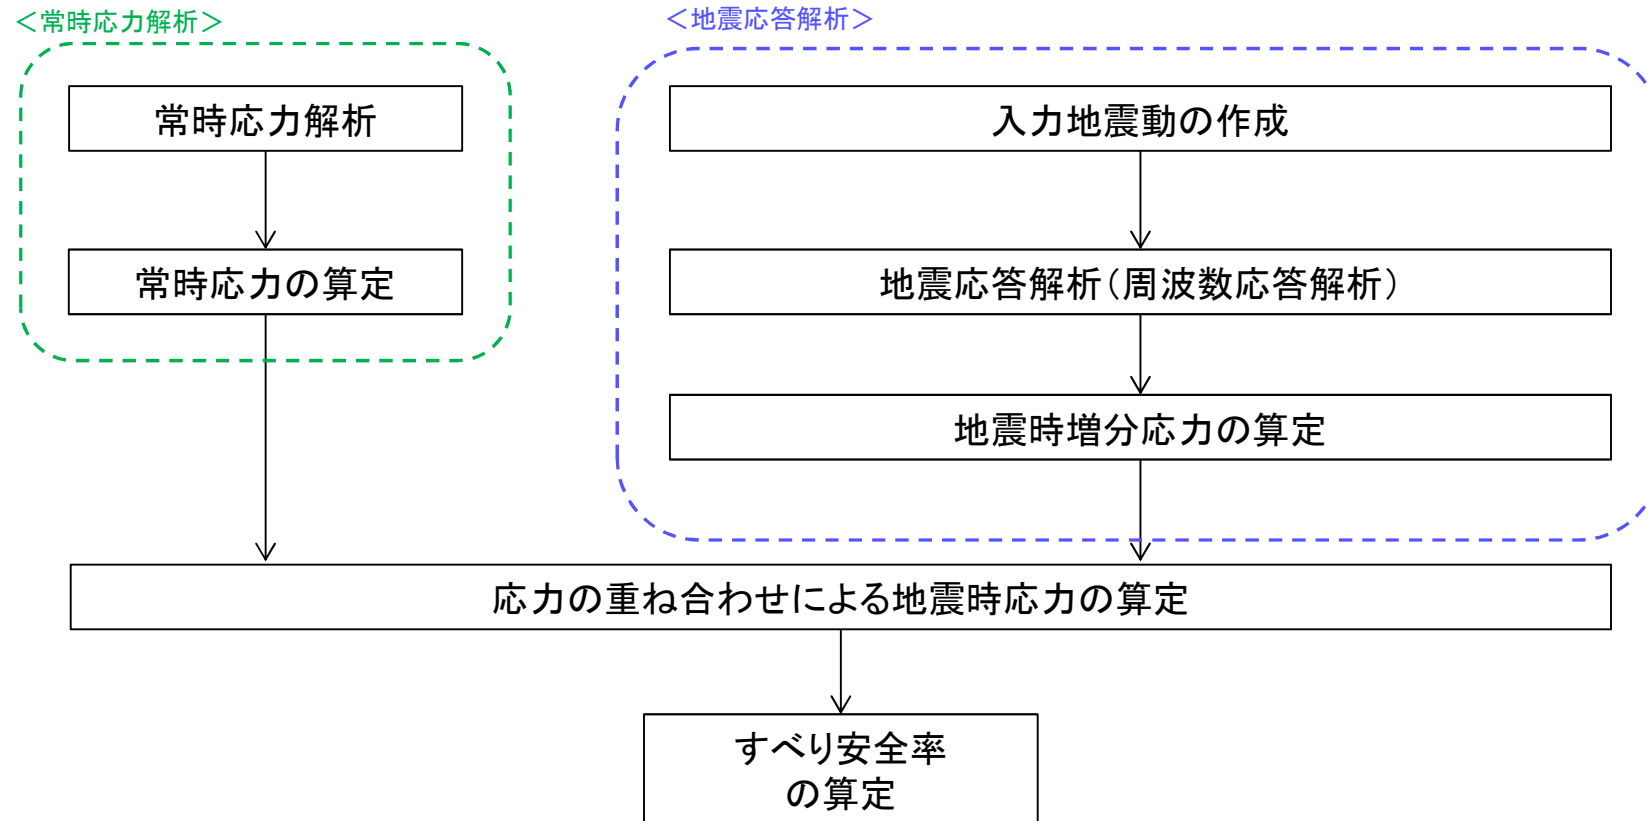 ＜常時応力解析＞
常時応力解析
常時応力の算定
＜地震応答解析＞
入力地震動の作成
地震応答解析（周波数応答解析）
地震時増分応力の算定
応力の重ね合わせによる地震時応力の算定
すべり安全率
の算定